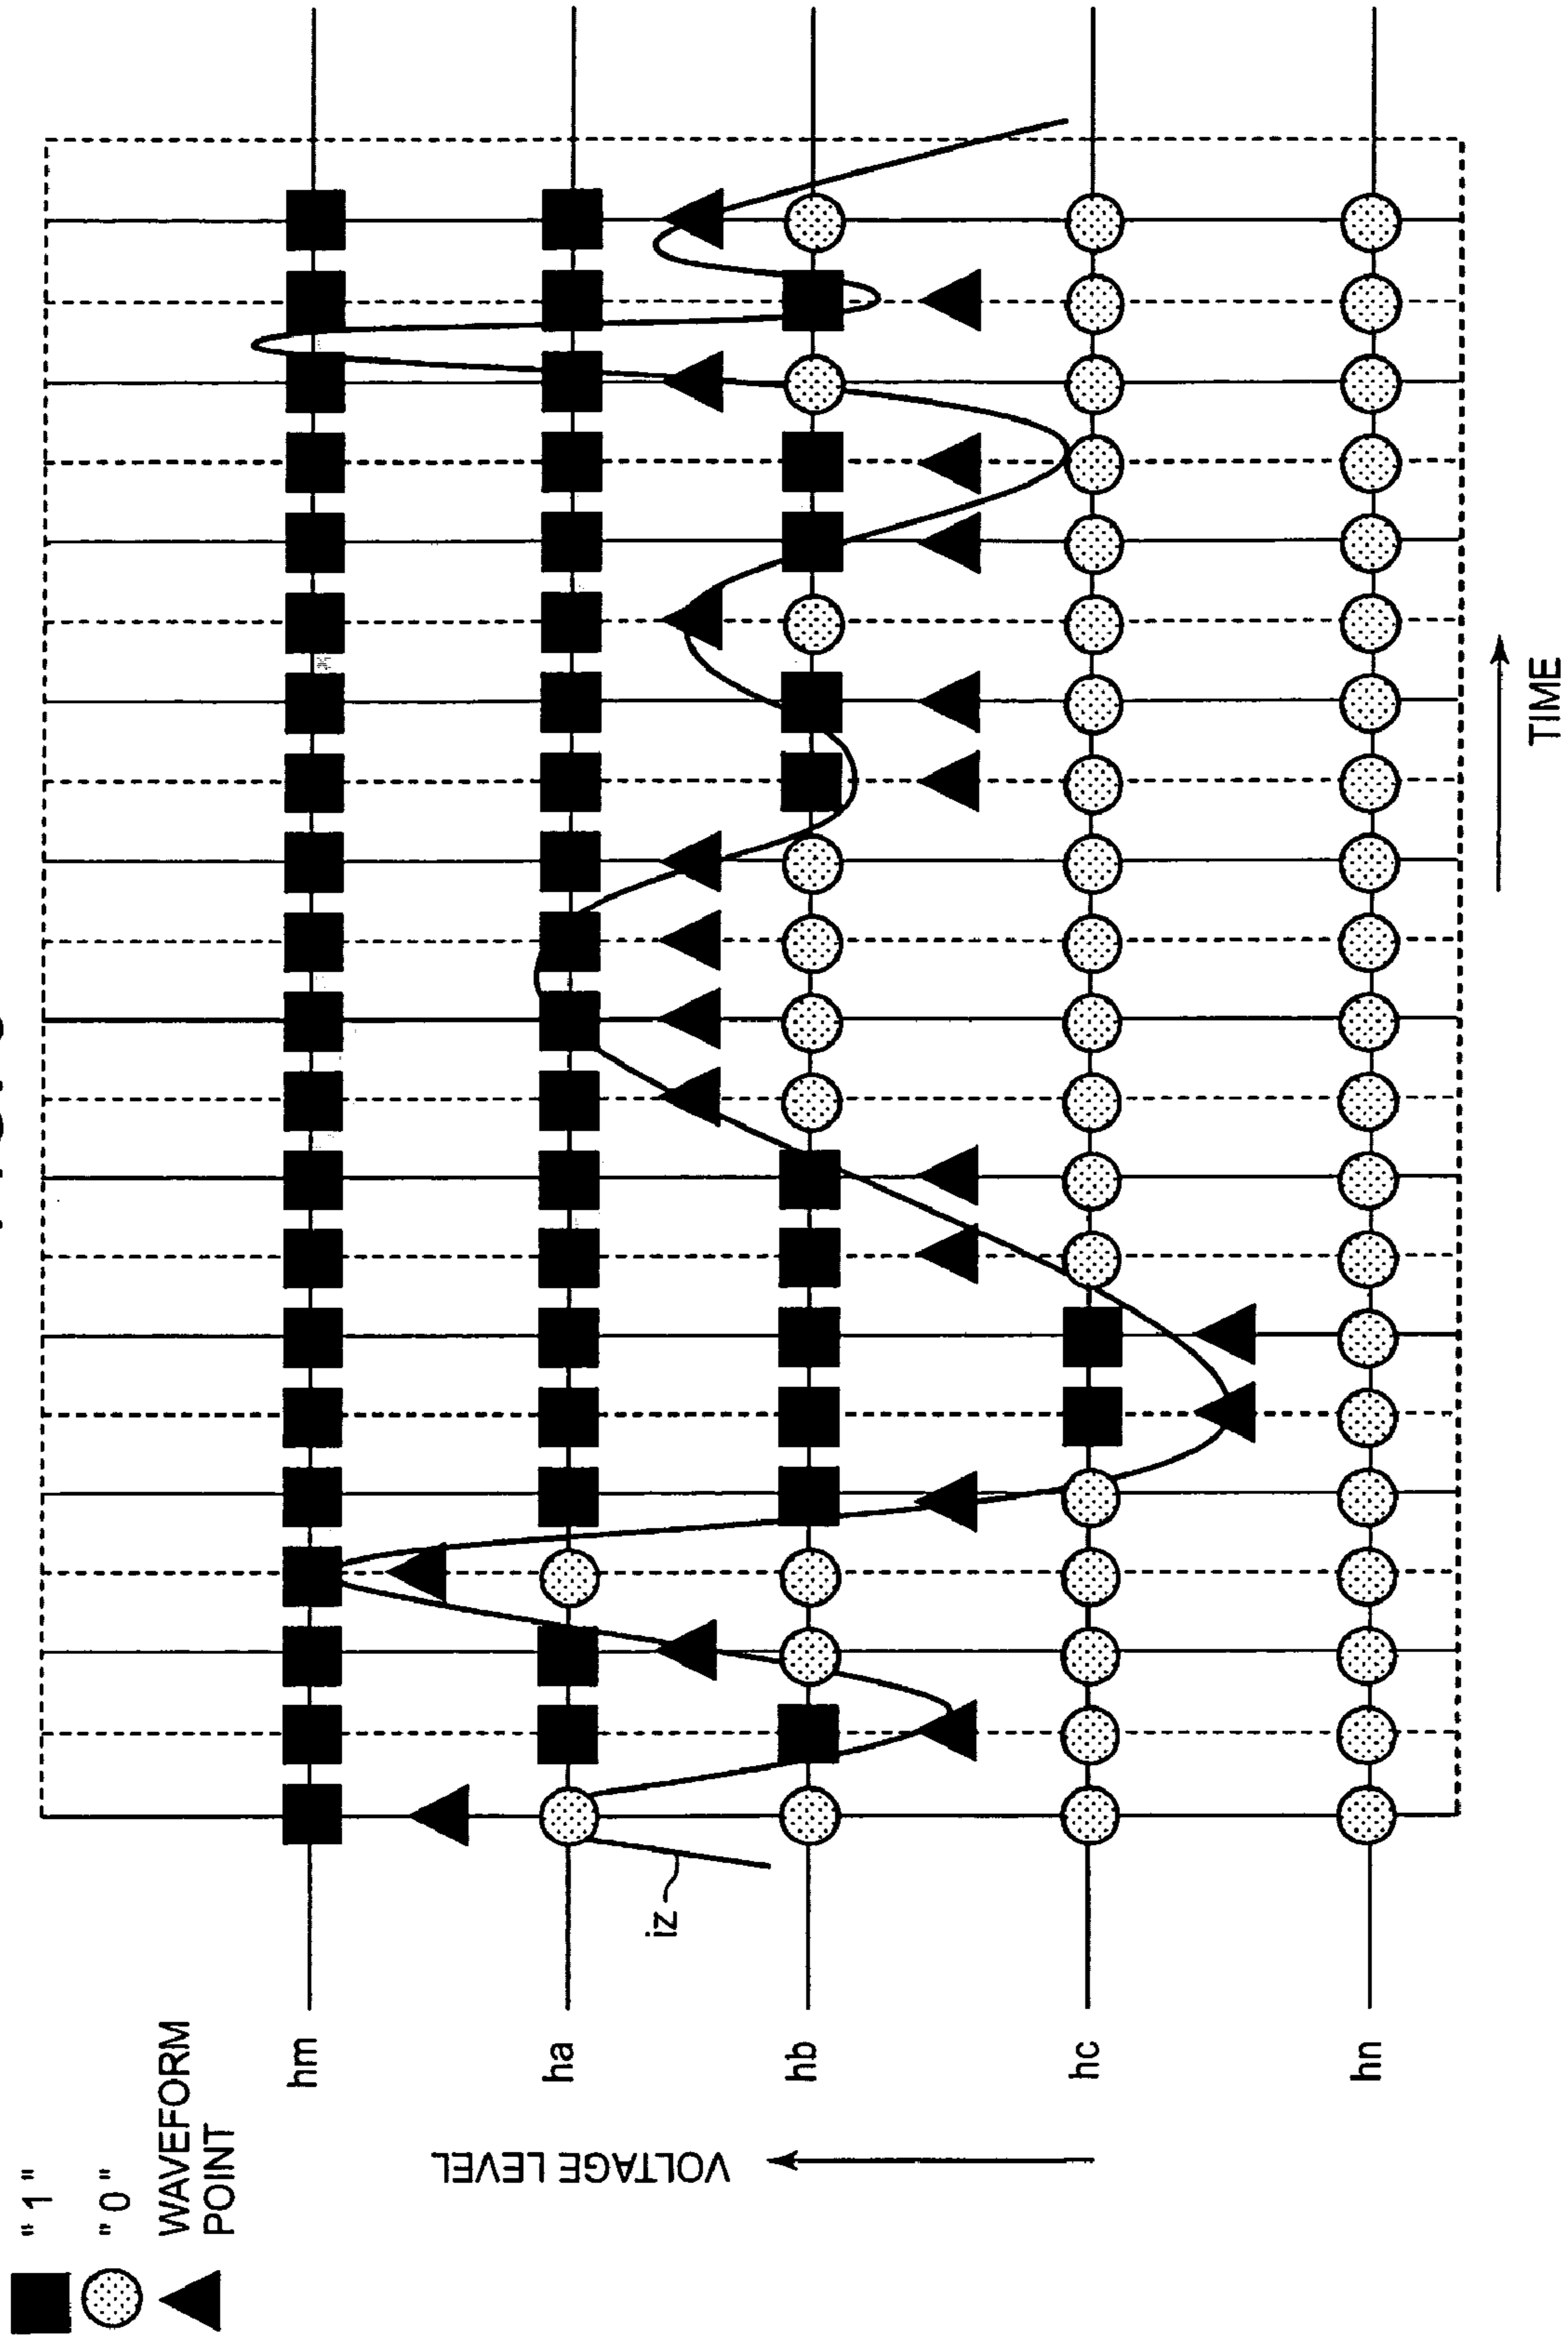 "1"
"0"
WAVEFORM
POINT
hm
ha
hb
hc
hn
VOLTAGE LEVEL
iz
TIME